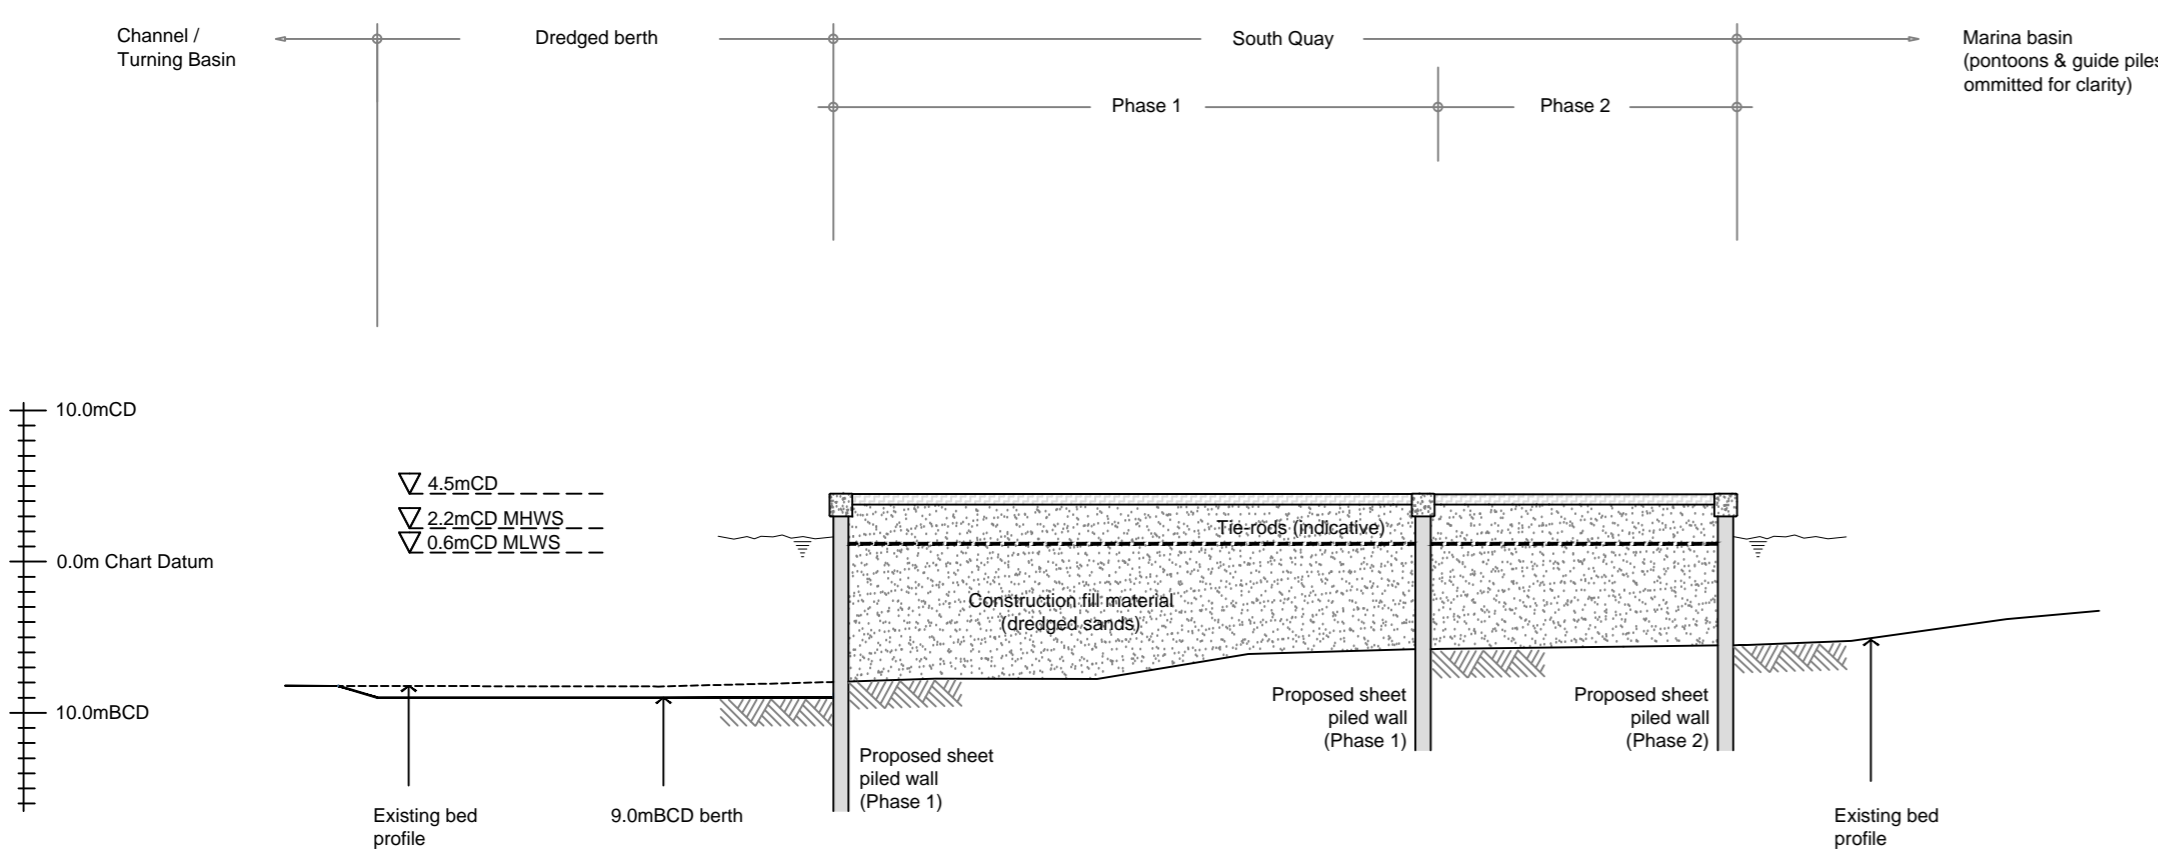 Channel /
Turning Basin
Dredged berth
South Quay
Marina basin
(pontoons & guide piles
ommitted for clarity)
Phase 1
Phase 2
10.0mCD
4.5mCD
2.2mCD MHWS
0.6mCD MLWS
0.0m Chart Datum
10.0mBCD
Tie-rods (indicative)
Construction fill material
(dredged sands)
Proposed sheet
piled wall
(Phase 1)
Proposed sheet
piled wall
(Phase 1)
Proposed sheet
piled wall
(Phase 2)
Existing bed
profile
9.0mBCD berth
Existing bed
profile